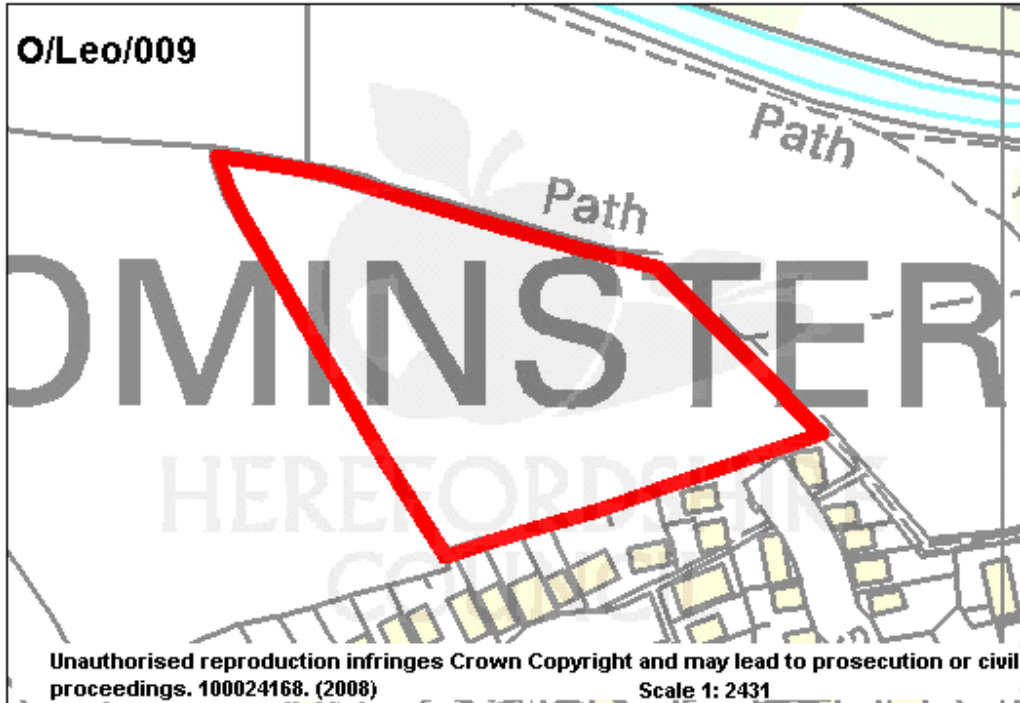 O/Leo/009
Path
Path
OMINSTER
HEREFORDSHIRE
COUNCIL
Unauthorised reproduction infringes Crown Copyright and may lead to prosecution or civil
proceedings. 100024168. (2008) Scale 1: 2431